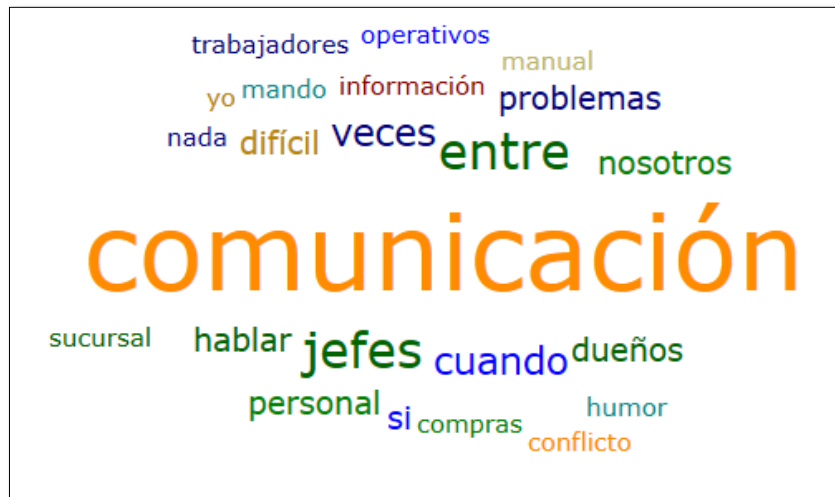 trabajadores operativos
manual
yo mando información problemas
nada difícil veces entre nosotros
comunicación
sucursal hablar jefes cuando dueños
personal si compras humor
conflicto